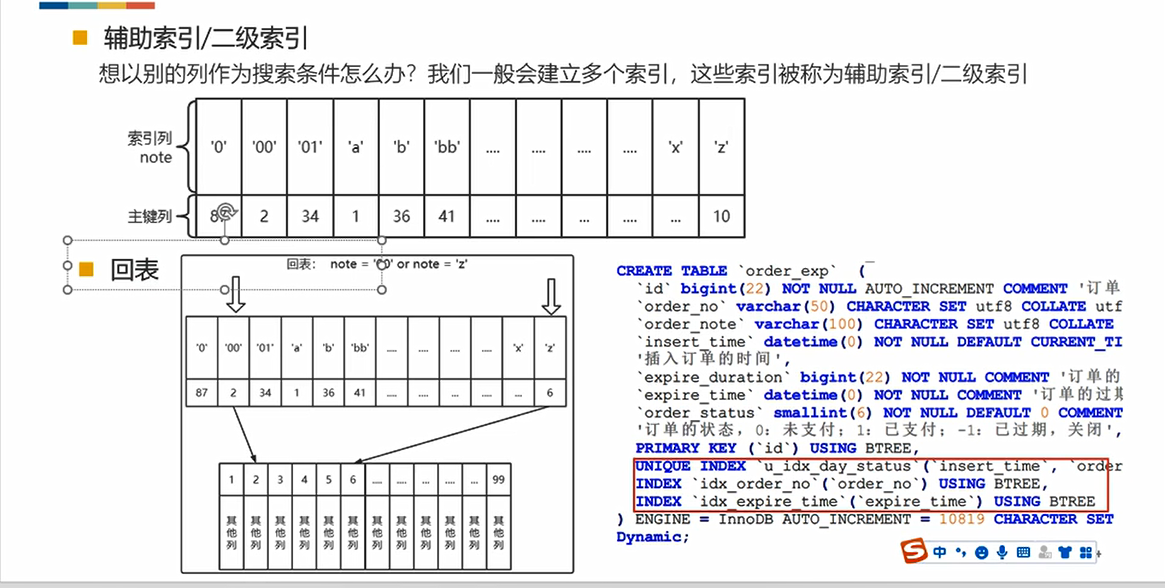 辅助索引/二级索引
想以别的列作为搜索条件怎么办？我们一般会建立多个索引，这些索引被称为辅助索引/二级索引
索引列 note '0' '00' '01' 'a' 'b' 'bb' .... .... .... .... 'x' 'z'
主键列 2 34 1 36 41 .... .... ... .... ... 10
回表
回表： note = '00' or note = 'z'
'0' '00' '01' 'a' 'b' 'bb' .... .... .... .... 'x' 'z'
87 2 34 1 36 41 .... .... ... .... ... 6
1 2 3 4 5 6 .... .... .... .... ... 99
其他列 其他列 其他列 其他列 其他列 其他列 其他列 其他列 其他列 其他列 其他列 其他列
CREATE TABLE `order_exp` (
`id` bigint(22) NOT NULL AUTO_INCREMENT COMMENT '订单
`order_no` varchar(50) CHARACTER SET utf8 COLLATE utf
`order_note` varchar(100) CHARACTER SET utf8 COLLATE
`insert_time` datetime(0) NOT NULL DEFAULT CURRENT_TI
'插入订单的时间',
`expire_duration` bigint(22) NOT NULL COMMENT '订单的
`expire_time` datetime(0) NOT NULL COMMENT '订单的过期
`order_status` smallint(6) NOT NULL DEFAULT 0 COMMENT
'订单的状态，0：未支付；1：已支付；-1：已过期，关闭',
PRIMARY KEY (`id`) USING BTREE,
UNIQUE INDEX `u_idx_day_status`(`insert_time`, `order
INDEX `idx_order_no`(`order_no`) USING BTREE,
INDEX `idx_expire_time`(`expire_time`) USING BTREE
) ENGINE = InnoDB AUTO_INCREMENT = 10819 CHARACTER SET
Dynamic;
S 中